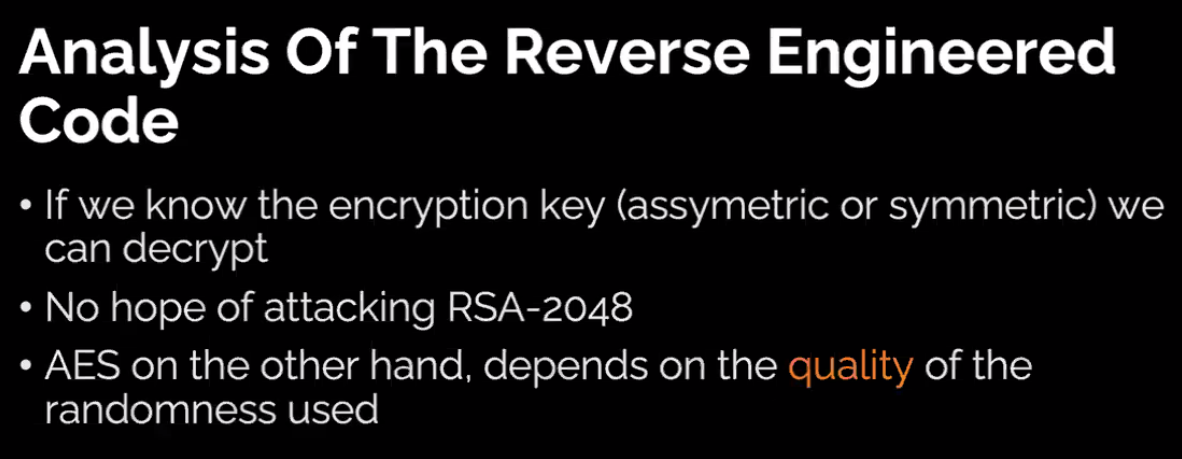 Analysis Of The Reverse Engineered
Code
• If we know the encryption key (assymetric or symmetric) we
can decrypt
• No hope of attacking RSA-2048
• AES on the other hand, depends on the quality of the
randomness used